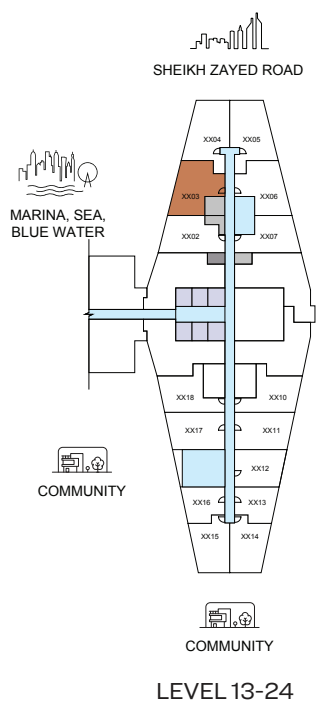 SHEIKH ZAYED ROAD
XX04
XX05
MARINA, SEA,
BLUE WATER
XX03
XX06
XX02
XX07
XX18
XX10
XX17
XX11
COMMUNITY
XX12
XX16
XX13
XX15
XX14
COMMUNITY
LEVEL 13-24